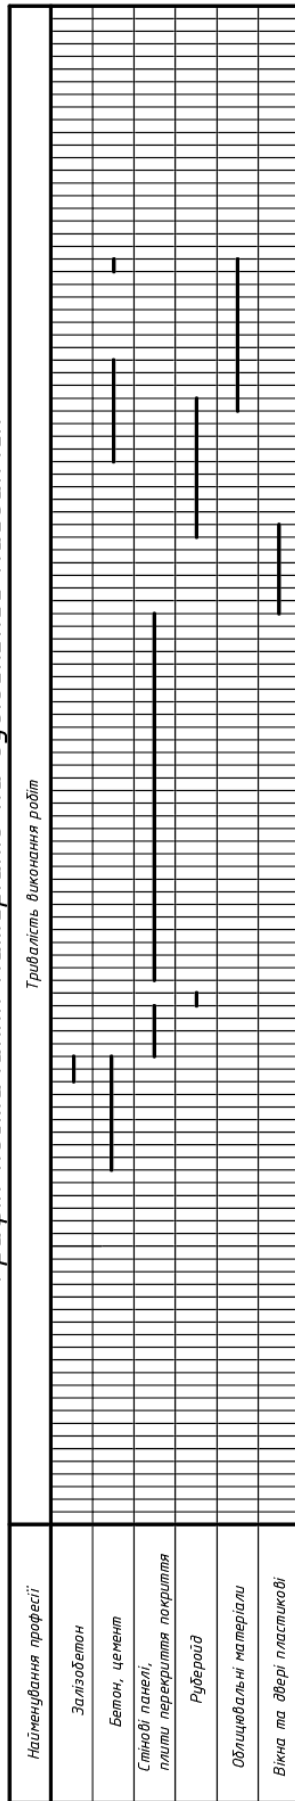 Найменування професії
Тривалість виконання робіт
Залізобетон
Бетон, цемент
Стінові панелі,
плити перекриття покриття
Рубероїд
Облицювальні матеріали
Вікна та двері пластикові